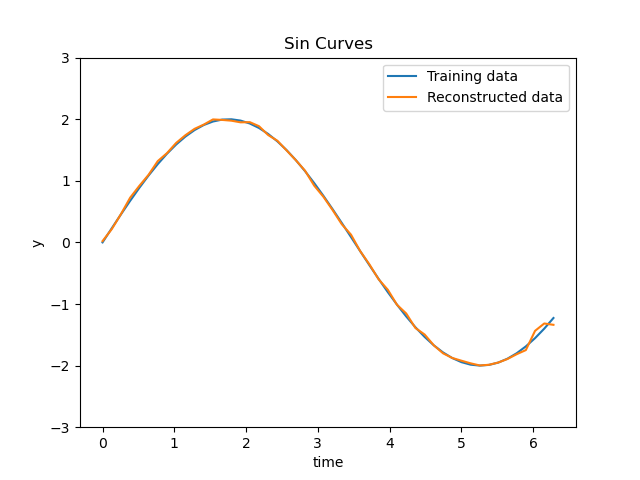 Sin Curves
Training data
Reconstructed data
3
2
1
0
−1
−2
−3
y
0 1 2 3 4 5 6
time